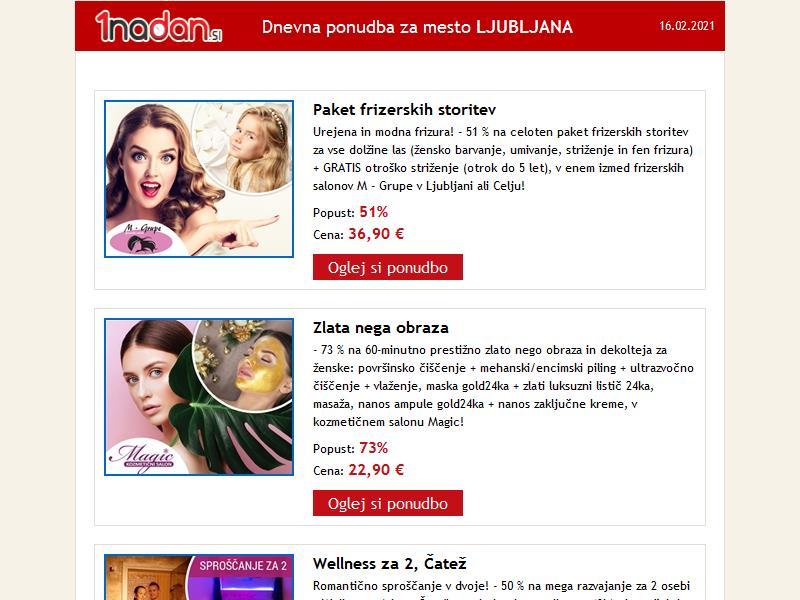 1nadan.si
Dnevna ponudba za mesto LJUBLJANA
16.02.2021
M - Grupe
Paket frizerskih storitev
Urejena in modna frizura! - 51 % na celoten paket frizerskih storitev
za vse dolžine las (žensko barvanje, umivanje, striženje in fen frizura)
+ GRATIS otroško striženje (otrok do 5 let), v enem izmed frizerskih
salonov M - Grupe v Ljubljani ali Celju!
Popust: 51%
Cena: 36,90 €
Oglej si ponudbo
Magic
KOZMETIČNI SALON
Zlata nega obraza
- 73 % na 60-minutno prestižno zlato nego obraza in dekolteja za
ženske: površinsko čiščenje + mehanski/encimski piling + ultrazvočno
čiščenje + vlaženje, maska gold24ka + zlati luksuzni listič 24ka,
masaža, nanos ampule gold24ka + nanos zaključne kreme, v
kozmetičnem salonu Magic!
Popust: 73%
Cena: 22,90 €
Oglej si ponudbo
SPROŠČANJE ZA 2
Wellness za 2, Čatež
Romantično sproščanje v dvoje! - 50 % na mega razvajanje za 2 osebi